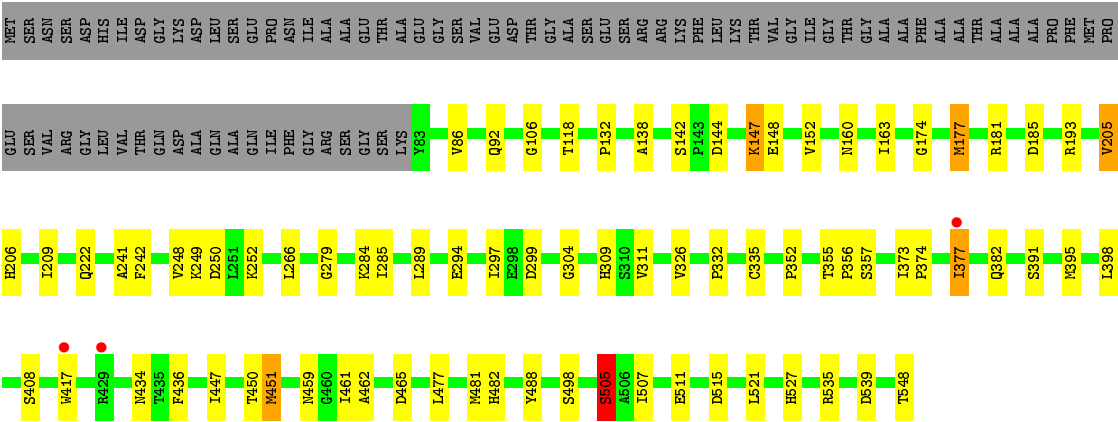 MET
SER
ASN
SER
ASP
HIS
ILE
ASP
GLY
LYS
ASP
LEU
SER
GLU
PRO
ASN
ILE
ALA
ALA
GLU
THR
ALA
GLU
GLY
SER
VAL
GLU
ASP
THR
GLY
ALA
SER
GLU
SER
ARG
ARG
LYS
PHE
LEU
LYS
THR
VAL
GLY
ILE
GLY
THR
GLY
ALA
ALA
PHE
ALA
ALA
THR
ALA
ALA
ALA
PRO
PHE
MET
PRO
GLU
SER
VAL
ARG
GLY
LEU
VAL
THR
GLN
ASP
ALA
GLN
ALA
GLN
ILE
PHE
GLY
ARG
SER
GLY
SER
LYS
Y83
V86
Q92
G106
T118
P132
A138
S142
P143
D144
K147
E148
V152
N160
I163
G174
M177
R181
D185
R193
V205
H206
I209
Q222
A241
F242
V248
K249
D250
L251
K252
L266
G279
K284
I285
L289
E294
I297
E298
D299
G304
H309
S310
V311
V326
P332
C335
P352
T355
P356
S357
I373
P374
I377
Q382
S391
M395
L398
S408
W417
R429
N434
T435
F436
I447
T450
M451
N459
G460
I461
A462
D465
L477
M481
H482
Y488
S498
S505
A506
I507
E511
D515
L521
H527
R535
D539
T548